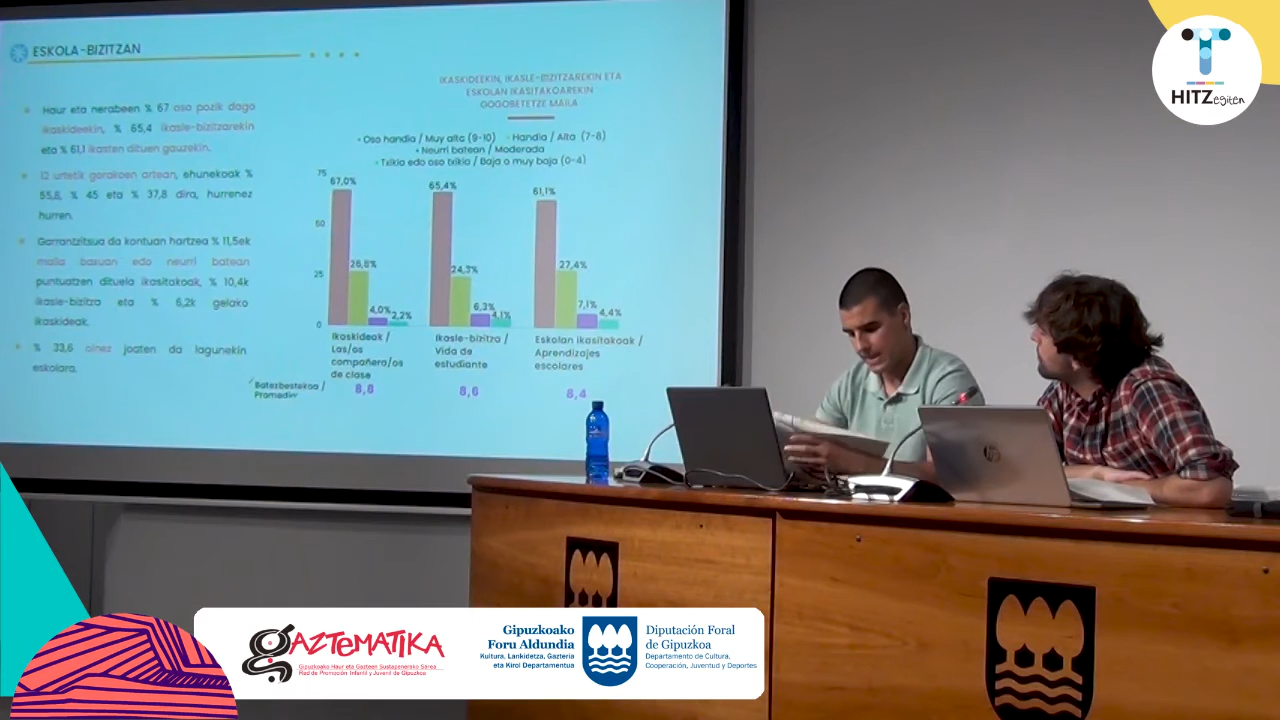 ESKOLA-BIZITZAN
Haur eta nerabeen % 67 oso pozik dago
ikaskideekin, % 65,4 ikasle-bizitzarekin
eta % 61,1 ikasten dituen gauzekin.
12 urtetik gorakoen artean, ehunekoak %
55,6, % 45 eta % 37,8 dira, hurrenez
hurren.
Garrantzitsua da kontuan hartzea % 11,5ek
maila baxuan edo neurri batean
puntuatzen dituela ikasitakoak, % 10,4k
ikasle-bizitza eta % 6,2k gelako
ikaskideak.
% 33,6 oinez joaten da lagunekin
eskolara.
IKASKIDEEKIN, IKASLE-BIZITZAREKIN ETA
ESKOLAN IKASITAKOAREKIN
GOGOBETETZE MAILA
Oso handia / Muy alta (9-10) Handia / Alta (7-8)
Neurri batean / Moderada
Txikia edo oso txikia / Baja o muy baja (0-4)
75
50
25
0
67,0%
26,8%
4,0%
2,2%
65,4%
24,3%
6,3%
4,1%
61,1%
27,4%
7,1%
4,4%
Ikaskideak /
Las/os
compañera/os
de clase
Ikasle-bizitza /
Vida de
estudiante
Eskolan ikasitakoak /
Aprendizajes
escolares
Batezbestekoa /
Promedio
8,8
8,6
8,4
HITZegiten
hp
gAZTEMATIKA
Gipuzkoako Haur eta Gazteen Sustapenerako Sarea
Red de Promoción Infantil y Juvenil de Gipuzkoa
Gipuzkoako
Foru Aldundia
Kultura, Lankidetza, Gazteria
eta Kirol Departamentua
Diputación Foral
de Gipuzkoa
Departamento de Cultura,
Cooperación, Juventud y Deportes